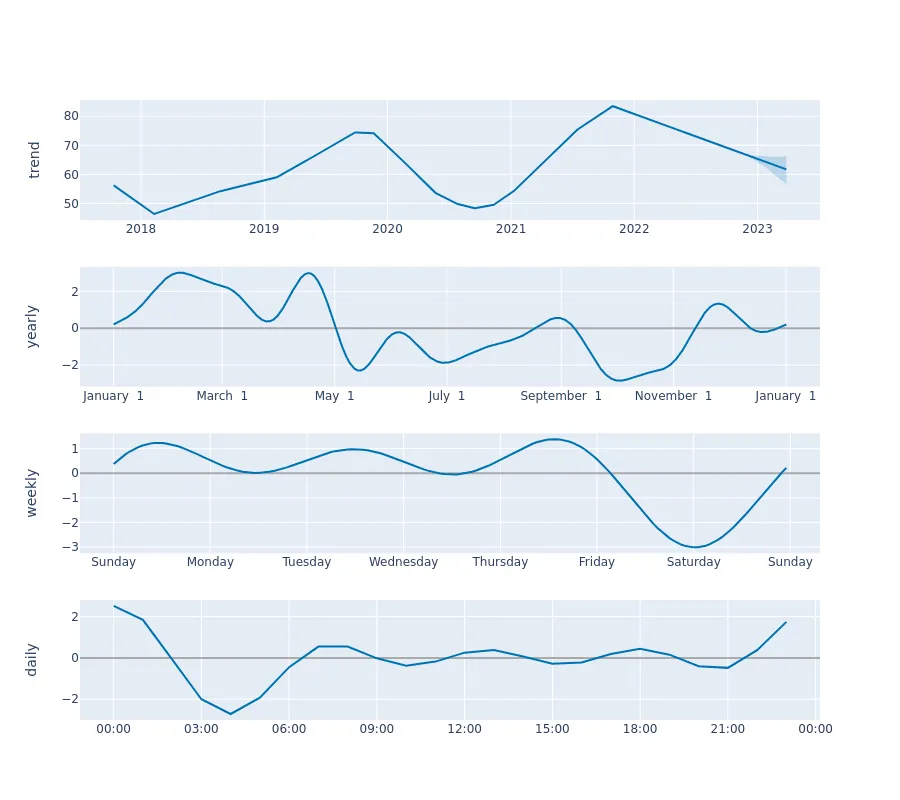 trend
80
70
60
50
2018 2019 2020 2021 2022 2023
yearly
2
0
−2
January 1 March 1 May 1 July 1 September 1 November 1 January 1
weekly
1
0
−1
−2
−3
Sunday Monday Tuesday Wednesday Thursday Friday Saturday Sunday
daily
2
0
−2
00:00 03:00 06:00 09:00 12:00 15:00 18:00 21:00 00:00